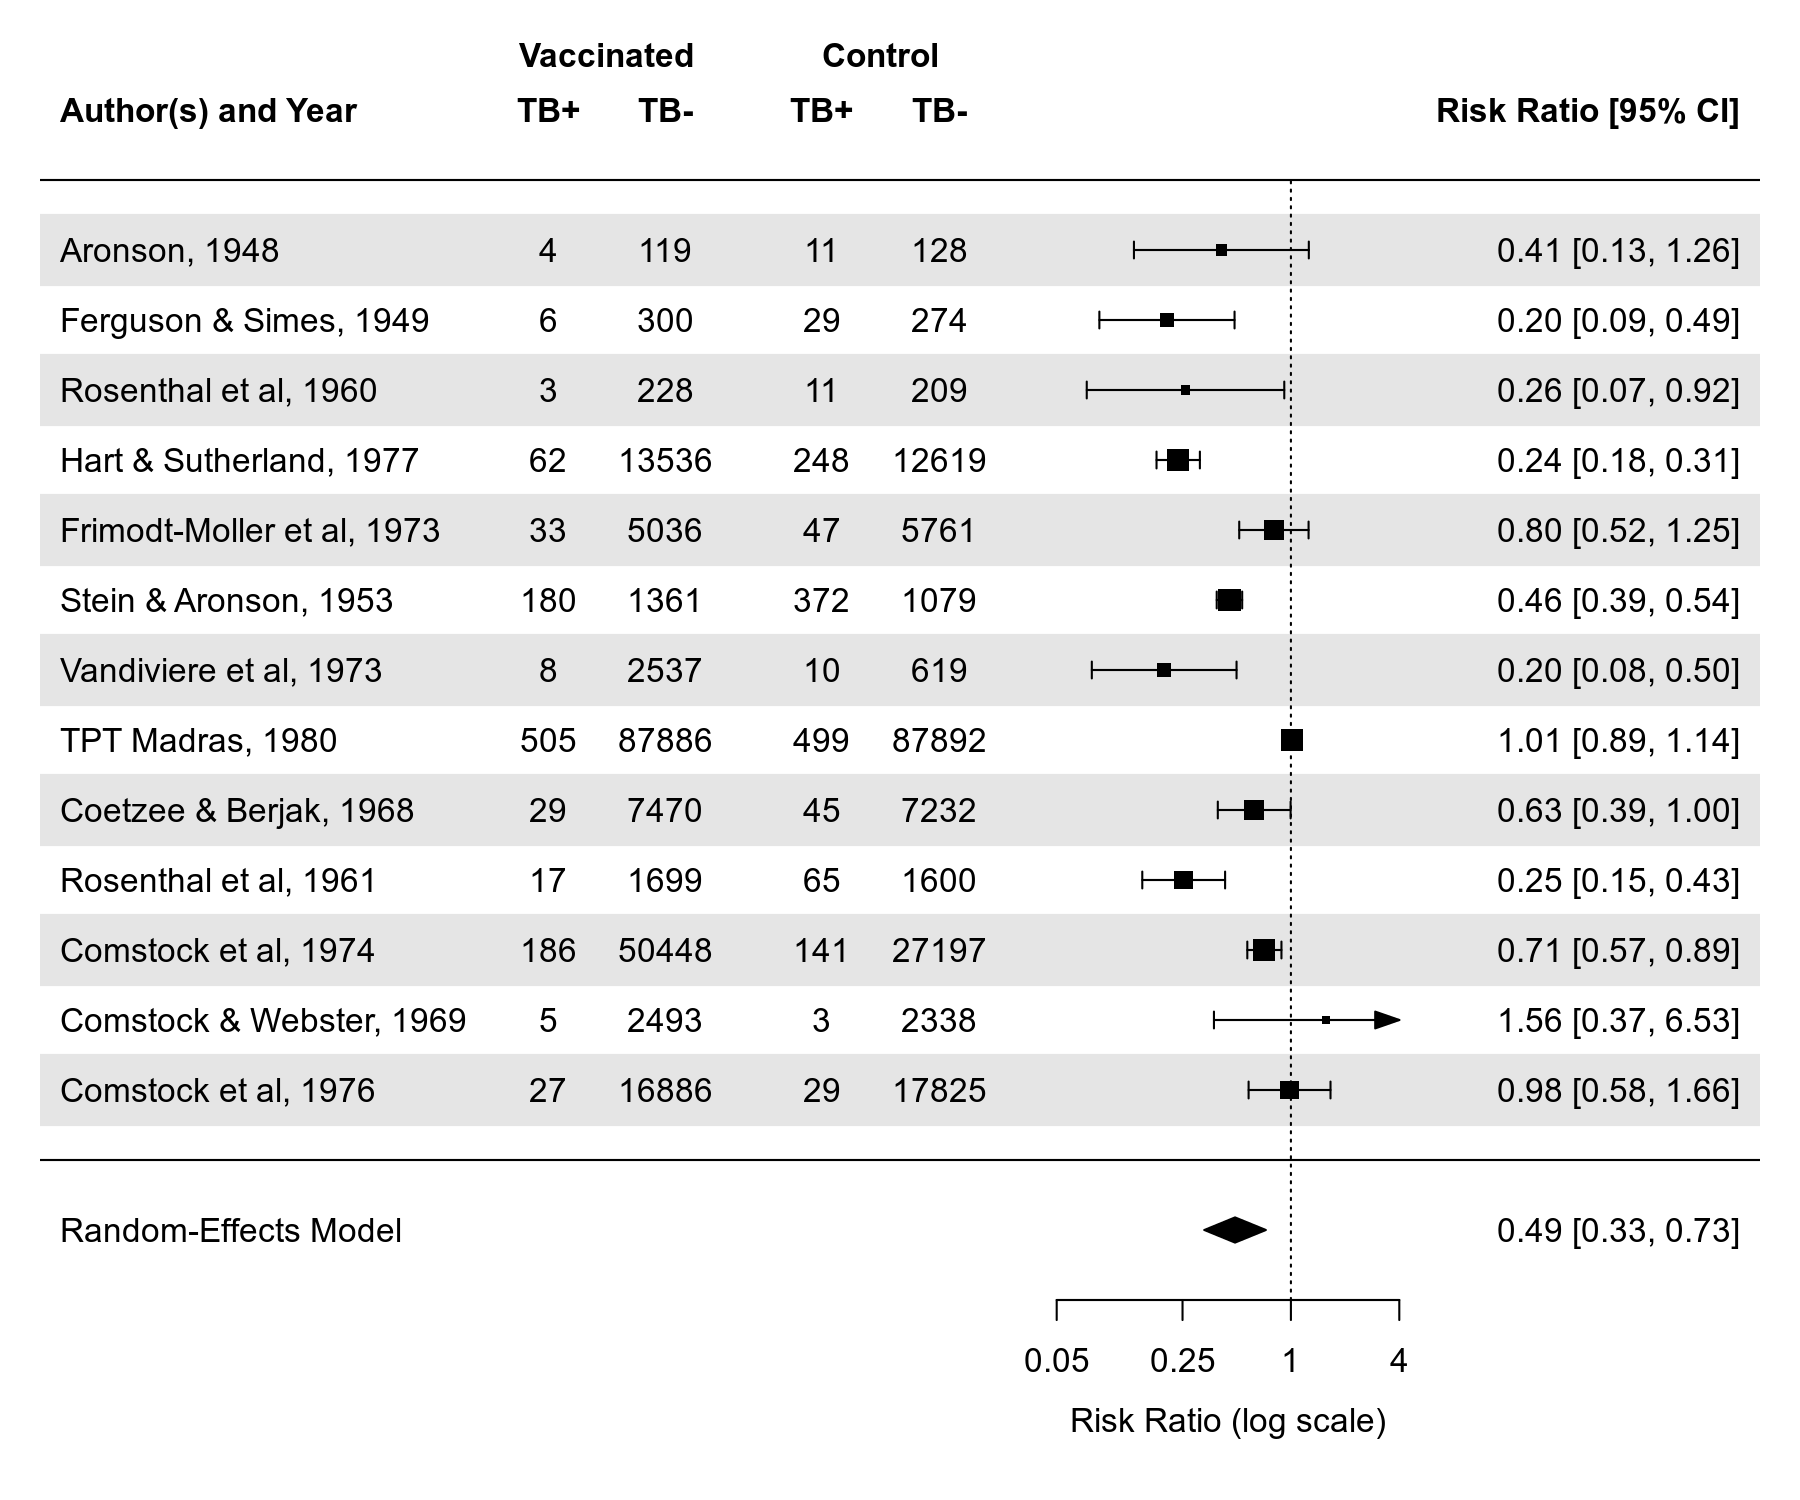 Vaccinated Control
Author(s) and Year TB+ TB- TB+ TB- Risk Ratio [95% CI]
Aronson, 1948 4 119 11 128 0.41 [0.13, 1.26]
Ferguson & Simes, 1949 6 300 29 274 0.20 [0.09, 0.49]
Rosenthal et al, 1960 3 228 11 209 0.26 [0.07, 0.92]
Hart & Sutherland, 1977 62 13536 248 12619 0.24 [0.18, 0.31]
Frimodt-Moller et al, 1973 33 5036 47 5761 0.80 [0.52, 1.25]
Stein & Aronson, 1953 180 1361 372 1079 0.46 [0.39, 0.54]
Vandiviere et al, 1973 8 2537 10 619 0.20 [0.08, 0.50]
TPT Madras, 1980 505 87886 499 87892 1.01 [0.89, 1.14]
Coetzee & Berjak, 1968 29 7470 45 7232 0.63 [0.39, 1.00]
Rosenthal et al, 1961 17 1699 65 1600 0.25 [0.15, 0.43]
Comstock et al, 1974 186 50448 141 27197 0.71 [0.57, 0.89]
Comstock & Webster, 1969 5 2493 3 2338 1.56 [0.37, 6.53]
Comstock et al, 1976 27 16886 29 17825 0.98 [0.58, 1.66]
Random-Effects Model 0.49 [0.33, 0.73]
0.05 0.25 1 4
Risk Ratio (log scale)